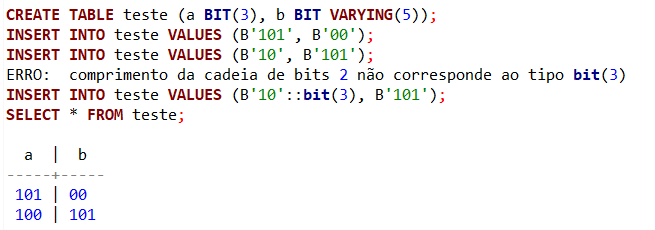 CREATE TABLE teste (a BIT(3), b BIT VARYING(5));
INSERT INTO teste VALUES (B'101', B'00');
INSERT INTO teste VALUES (B'10', B'101');
ERRO:  comprimento da cadeia de bits 2 não corresponde ao tipo bit(3)
INSERT INTO teste VALUES (B'10'::bit(3), B'101');
SELECT * FROM teste;
  a  |  b
-----+-----
 101 | 00
 100 | 101